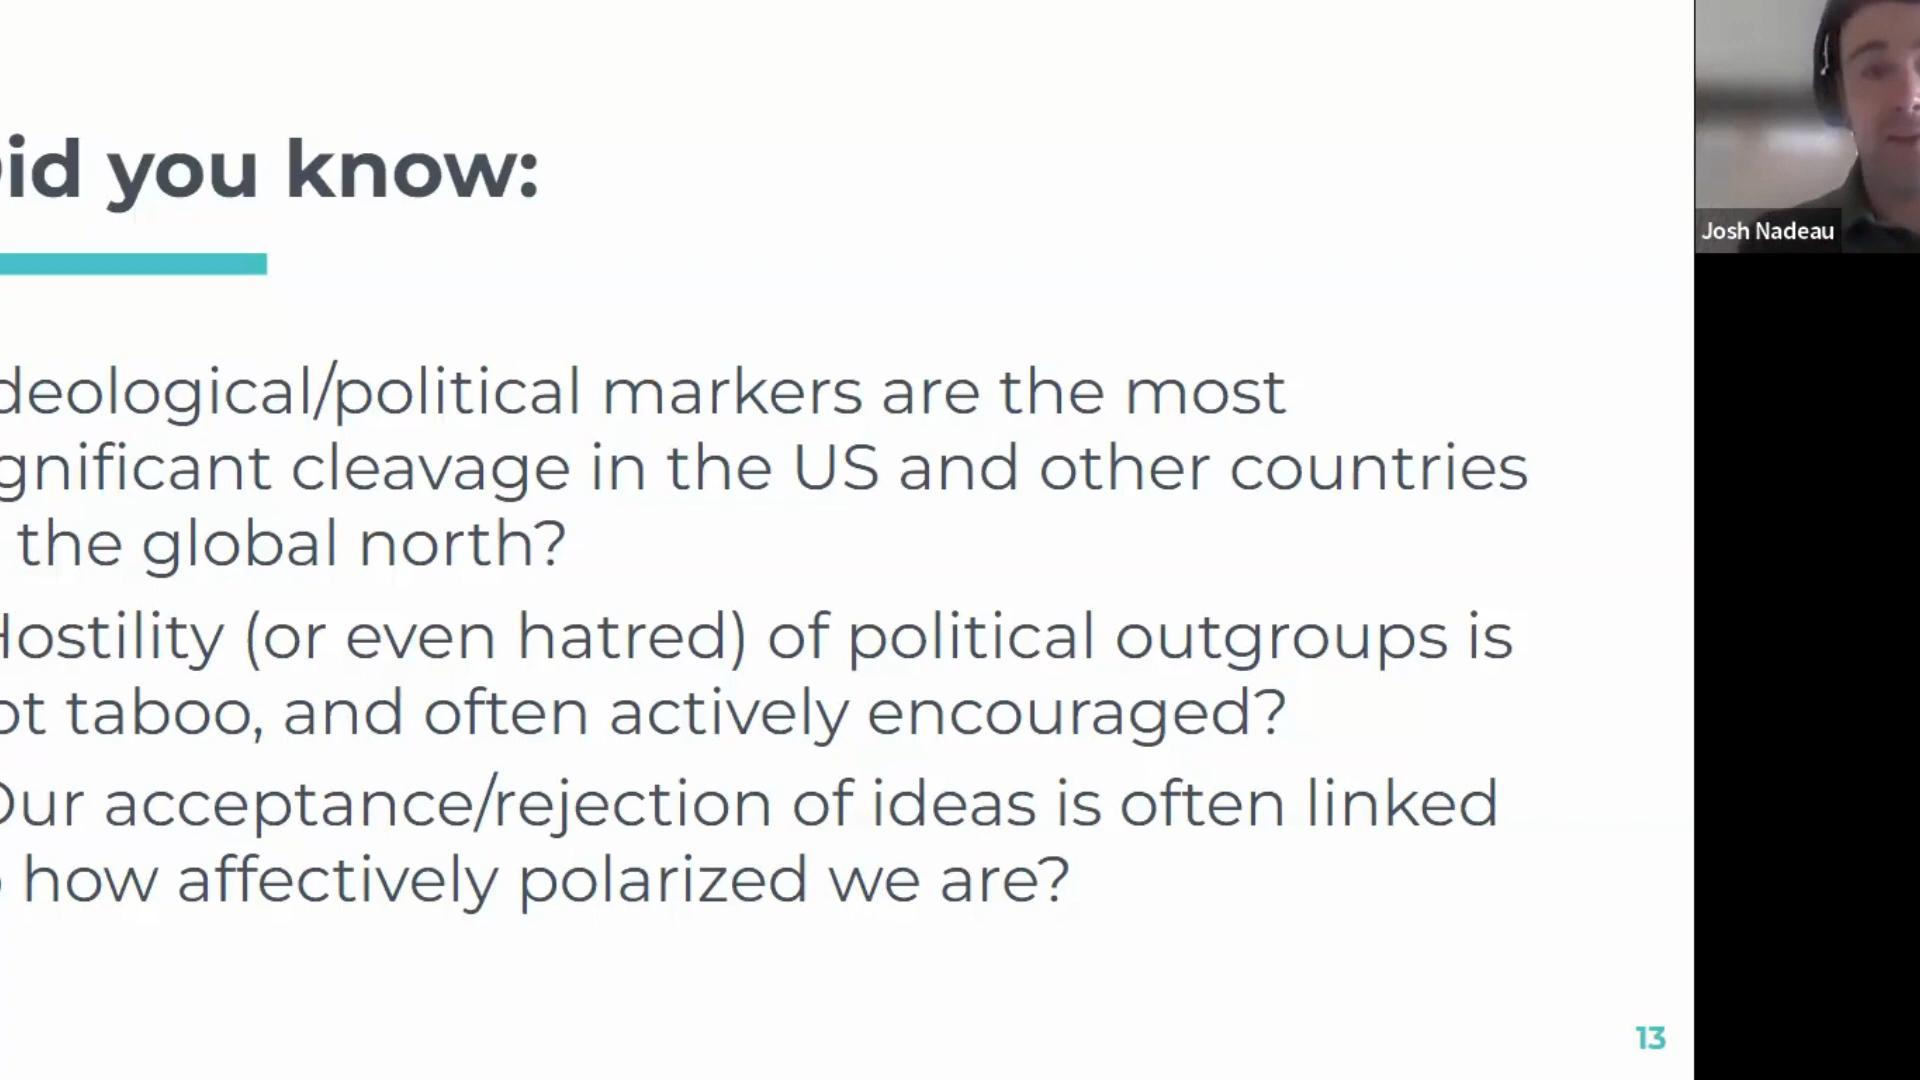 Did you know:
deological/political markers are the most
gnificant cleavage in the US and other countries
the global north?
Hostility (or even hatred) of political outgroups is
ot taboo, and often actively encouraged?
Our acceptance/rejection of ideas is often linked
o how affectively polarized we are?
13
Josh Nadeau